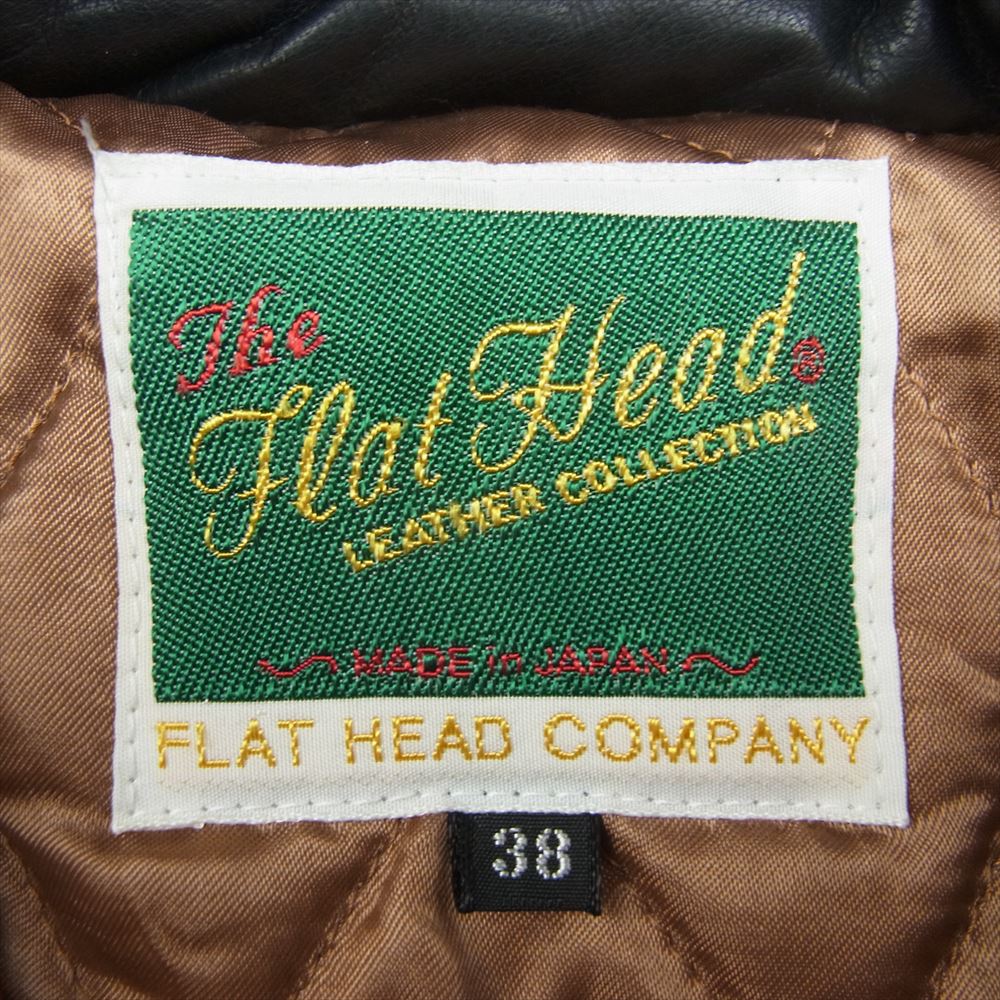 The
Flat Head®
LEATHER COLLECTION
MADE in JAPAN
FLAT HEAD COMPANY
38